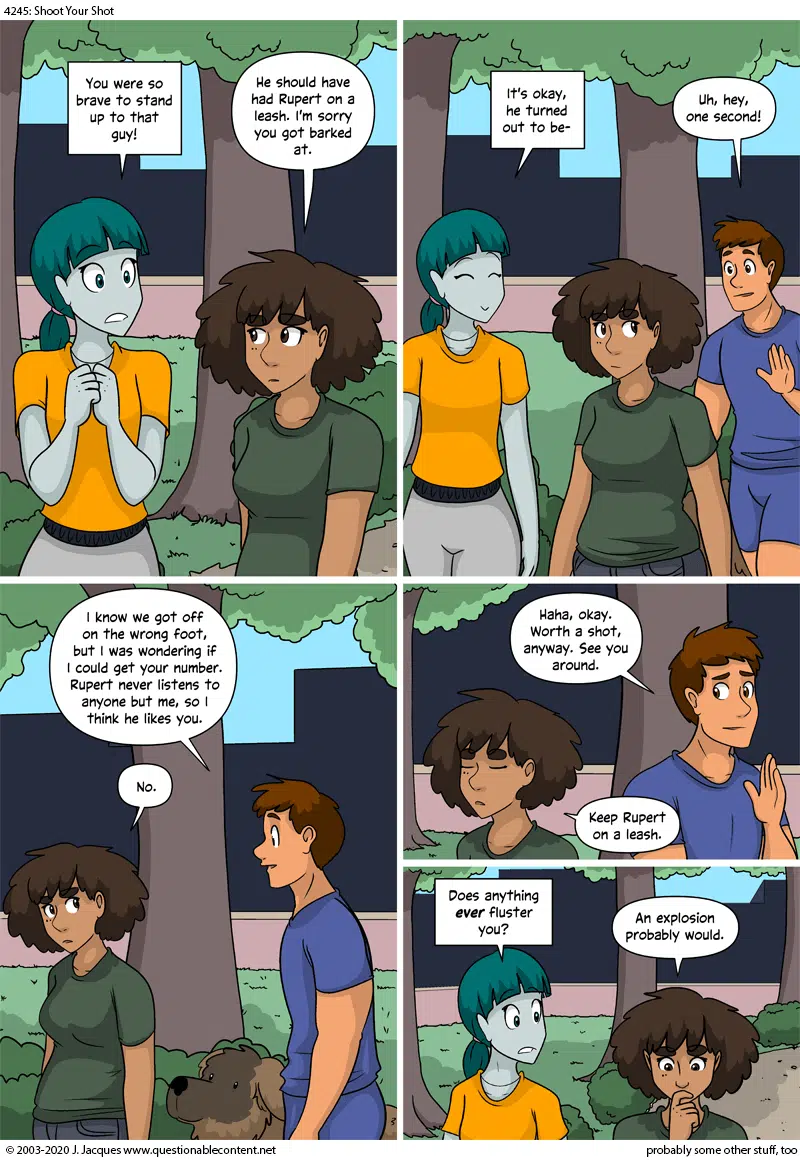 4245: Shoot Your Shot
You were so
brave to stand
up to that
guy!
He should have
had Rupert on a
leash. I'm sorry
you got barked
at.
It's okay,
he turned
out to be-
Uh, hey,
one second!
I know we got off
on the wrong foot,
but I was wondering if
I could get your number.
Rupert never listens to
anyone but me, so I
think he likes you.
No.
Haha, okay.
Worth a shot,
anyway. See you
around.
Keep Rupert
on a leash.
Does anything
ever fluster
you?
An explosion
probably would.
© 2003-2020 J. Jacques www.questionablecontent.net
probably some other stuff, too